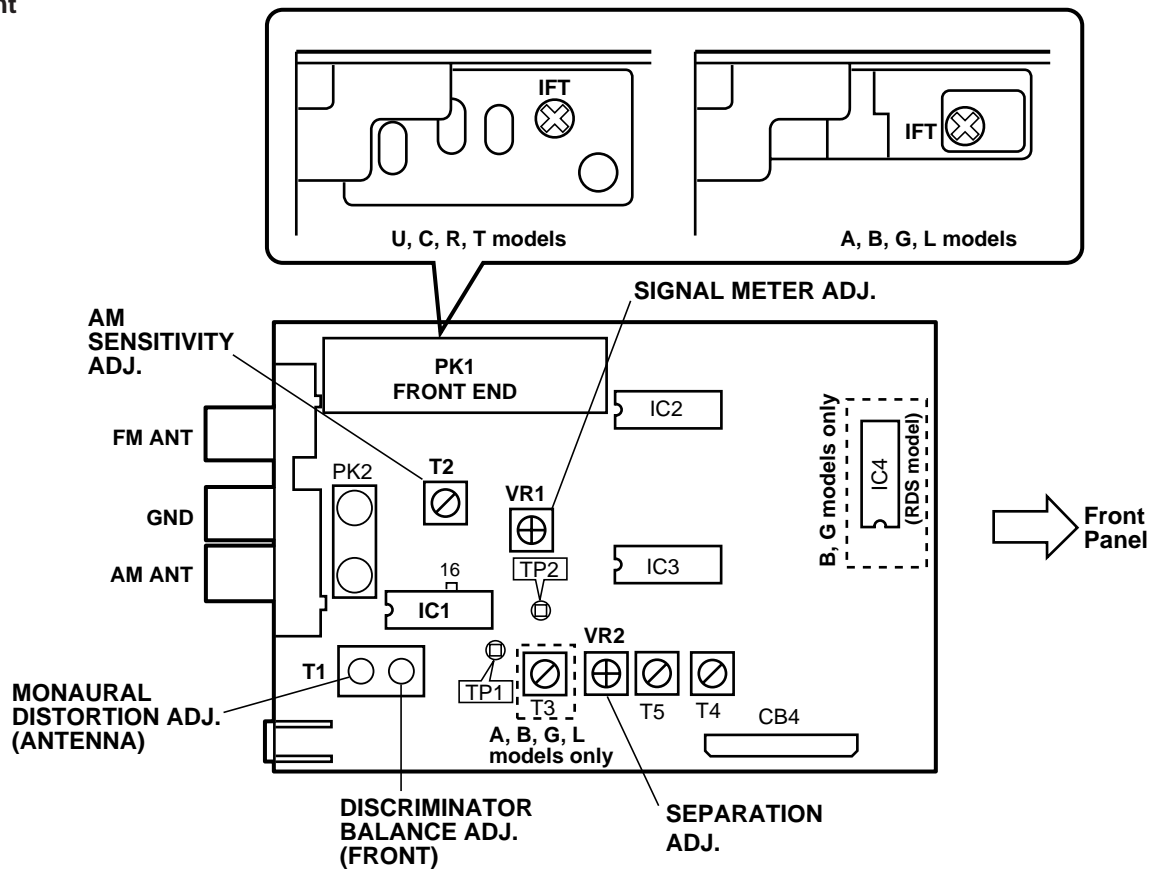 nt
IFT
IFT
U, C, R, T models
A, B, G, L models
SIGNAL METER ADJ.
AM
SENSITIVITY
ADJ.
PK1
FRONT END
IC2
FM ANT
PK2
T2
VR1
B, G models only
IC4
(RDS model)
GND
Front
Panel
AM ANT
16
TP2
IC3
IC1
VR2
T1
TP1
T3
T5
T4
MONAURAL
DISTORTION ADJ.
(ANTENNA)
A, B, G, L
models only
CB4
DISCRIMINATOR
BALANCE ADJ.
(FRONT)
SEPARATION
ADJ.